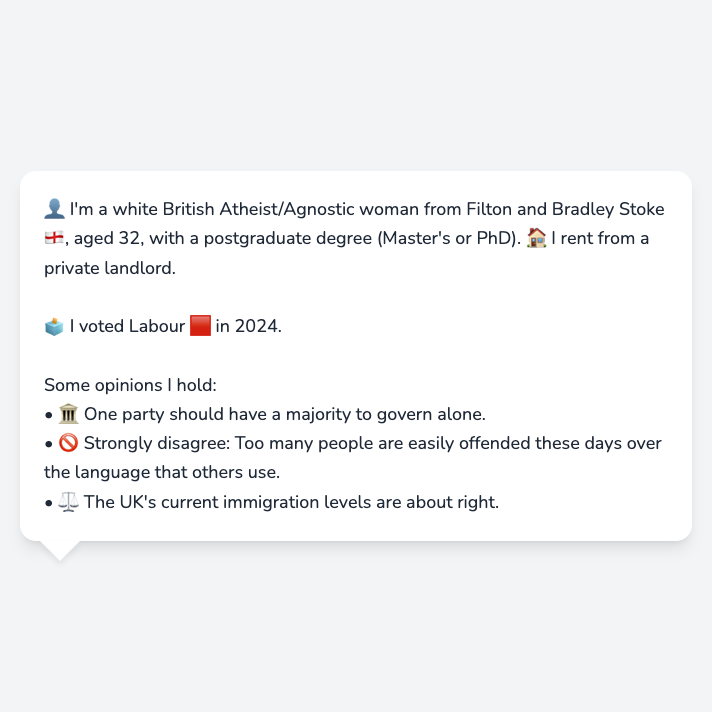 👤 I'm a white British Atheist/Agnostic woman from Filton and Bradley Stoke
🏴󠁧󠁢󠁥󠁮󠁧󠁿, aged 32, with a postgraduate degree (Master's or PhD). 🏠 I rent from a
private landlord.
🗳️ I voted Labour 🟥 in 2024.
Some opinions I hold:
• 🏛️ One party should have a majority to govern alone.
• 🚫 Strongly disagree: Too many people are easily offended these days over
the language that others use.
• ⚖️ The UK's current immigration levels are about right.